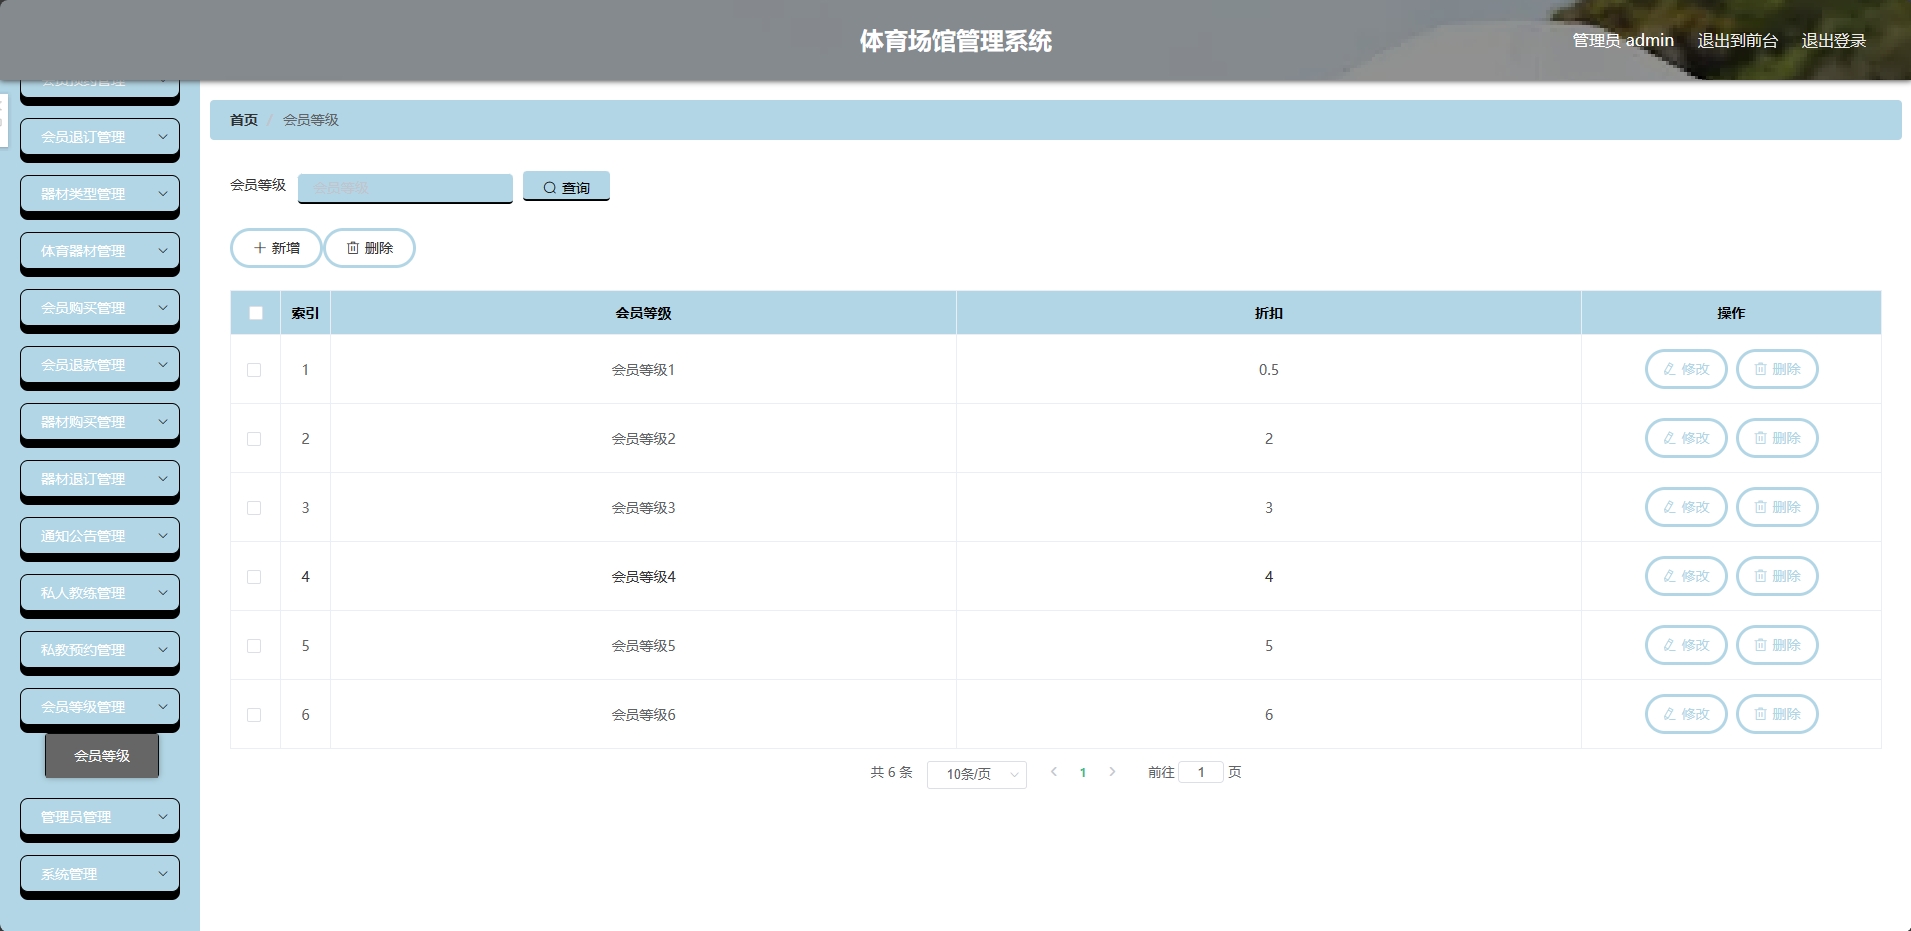 体育场馆管理系统
管理员 admin 退出到前台 退出登录
会员退订管理
器材类型管理
体育器材管理
会员购买管理
会员退款管理
器材购买管理
器材退订管理
通知公告管理
私人教练管理
私教预约管理
会员等级管理
会员等级
管理员管理
系统管理
首页 / 会员等级
会员等级 会员等级 查询
新增 删除
索引 会员等级 折扣 操作
1 会员等级1 0.5 修改 删除
2 会员等级2 2 修改 删除
3 会员等级3 3 修改 删除
4 会员等级4 4 修改 删除
5 会员等级5 5 修改 删除
6 会员等级6 6 修改 删除
共 6 条 10条/页 1 前往 1 页